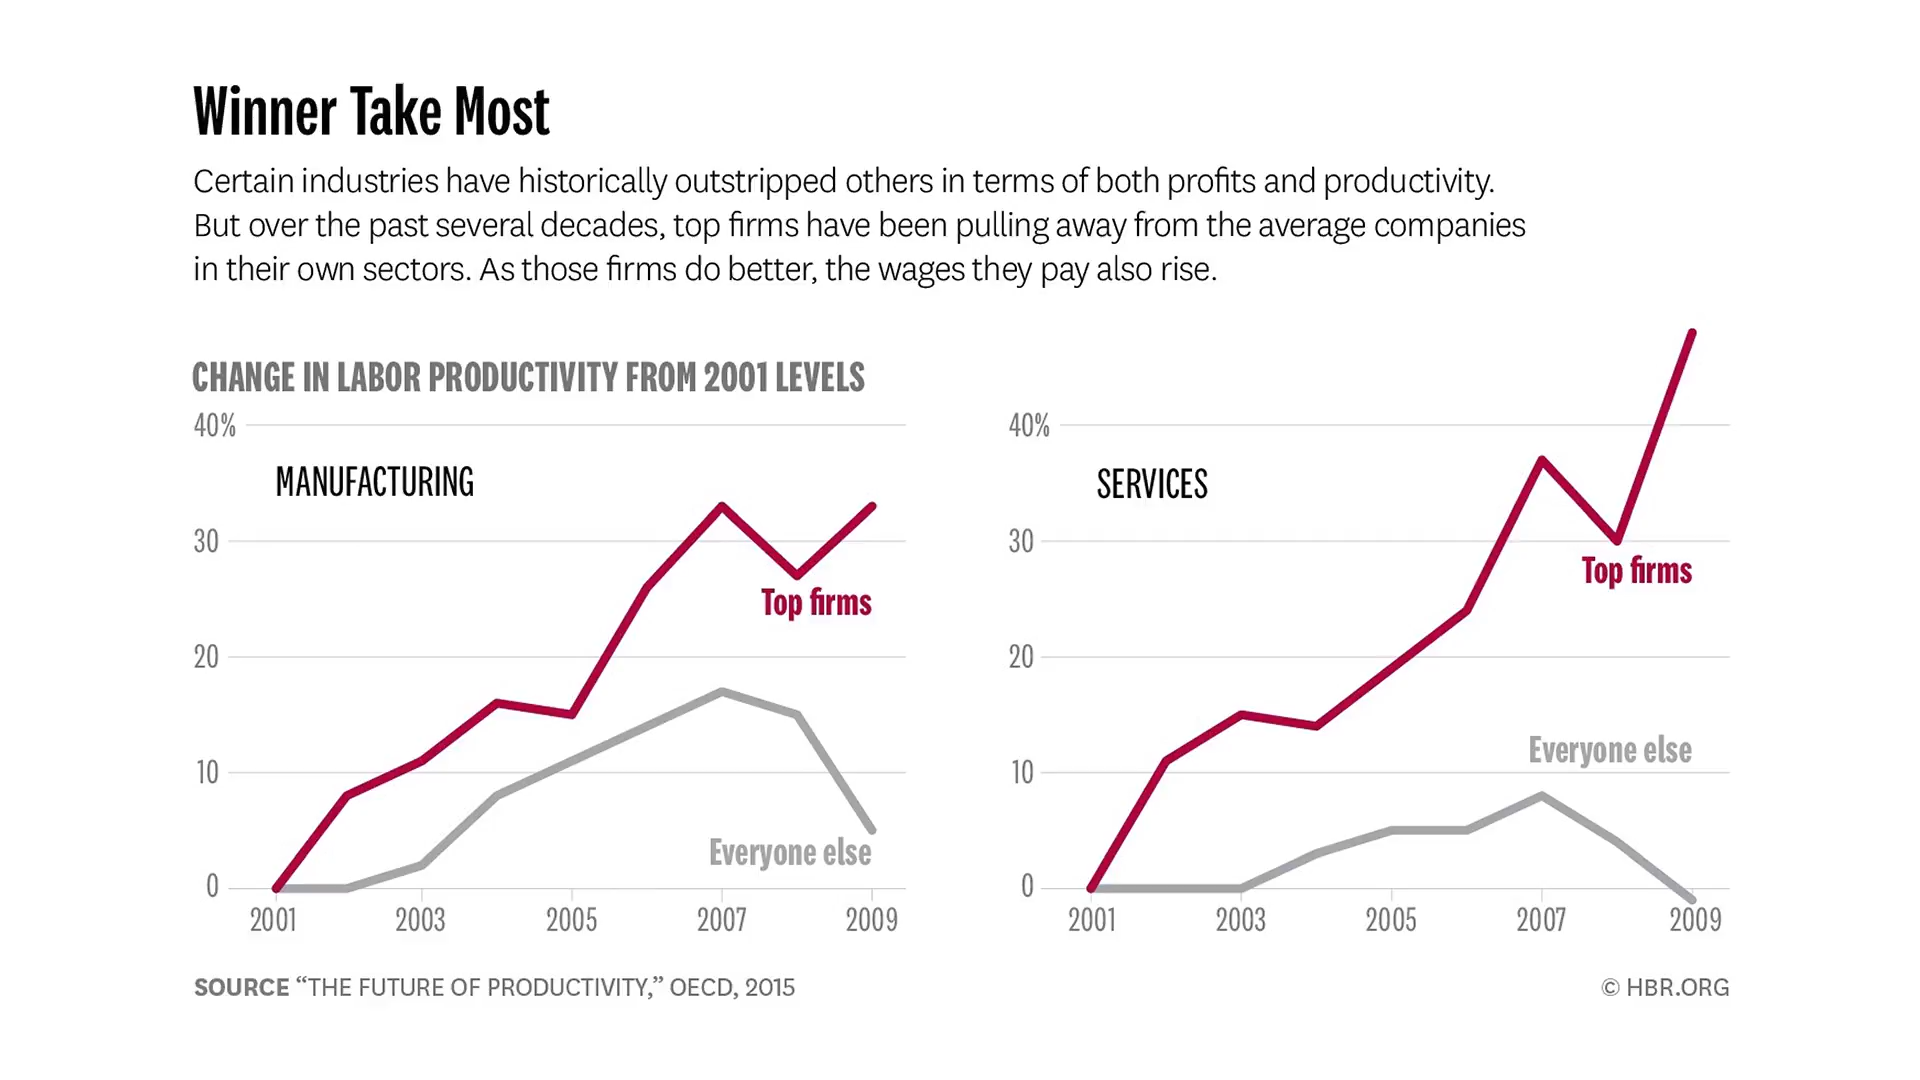 Winner Take Most
Certain industries have historically outstripped others in terms of both profits and productivity.
But over the past several decades, top firms have been pulling away from the average companies
in their own sectors. As those firms do better, the wages they pay also rise.
CHANGE IN LABOR PRODUCTIVITY FROM 2001 LEVELS
40%
MANUFACTURING
30
Top firms
20
10
Everyone else
0
2001 2003 2005 2007 2009
40%
SERVICES
30
Top firms
20
Everyone else
10
0
2001 2003 2005 2007 2009
SOURCE “THE FUTURE OF PRODUCTIVITY,” OECD, 2015
© HBR.ORG